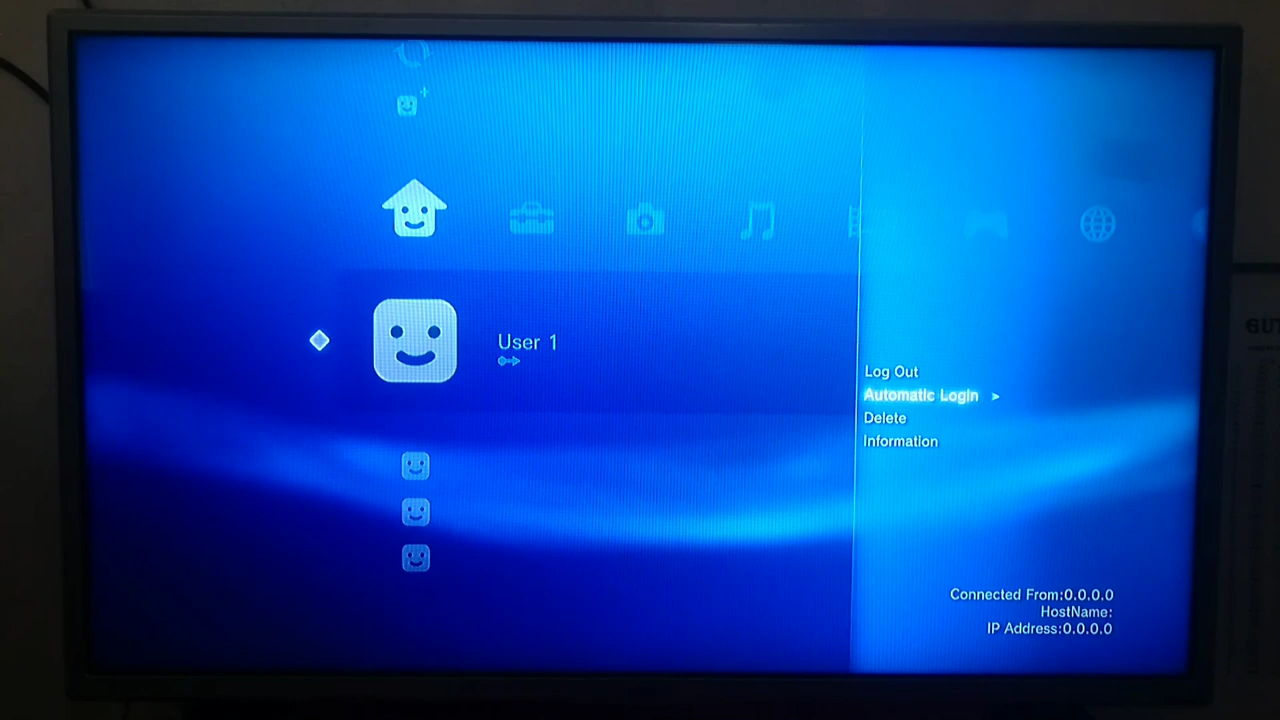 User 1
Log Out
Automatic Login
Delete
Information
Connected From:0.0.0.0
HostName:
IP Address:0.0.0.0